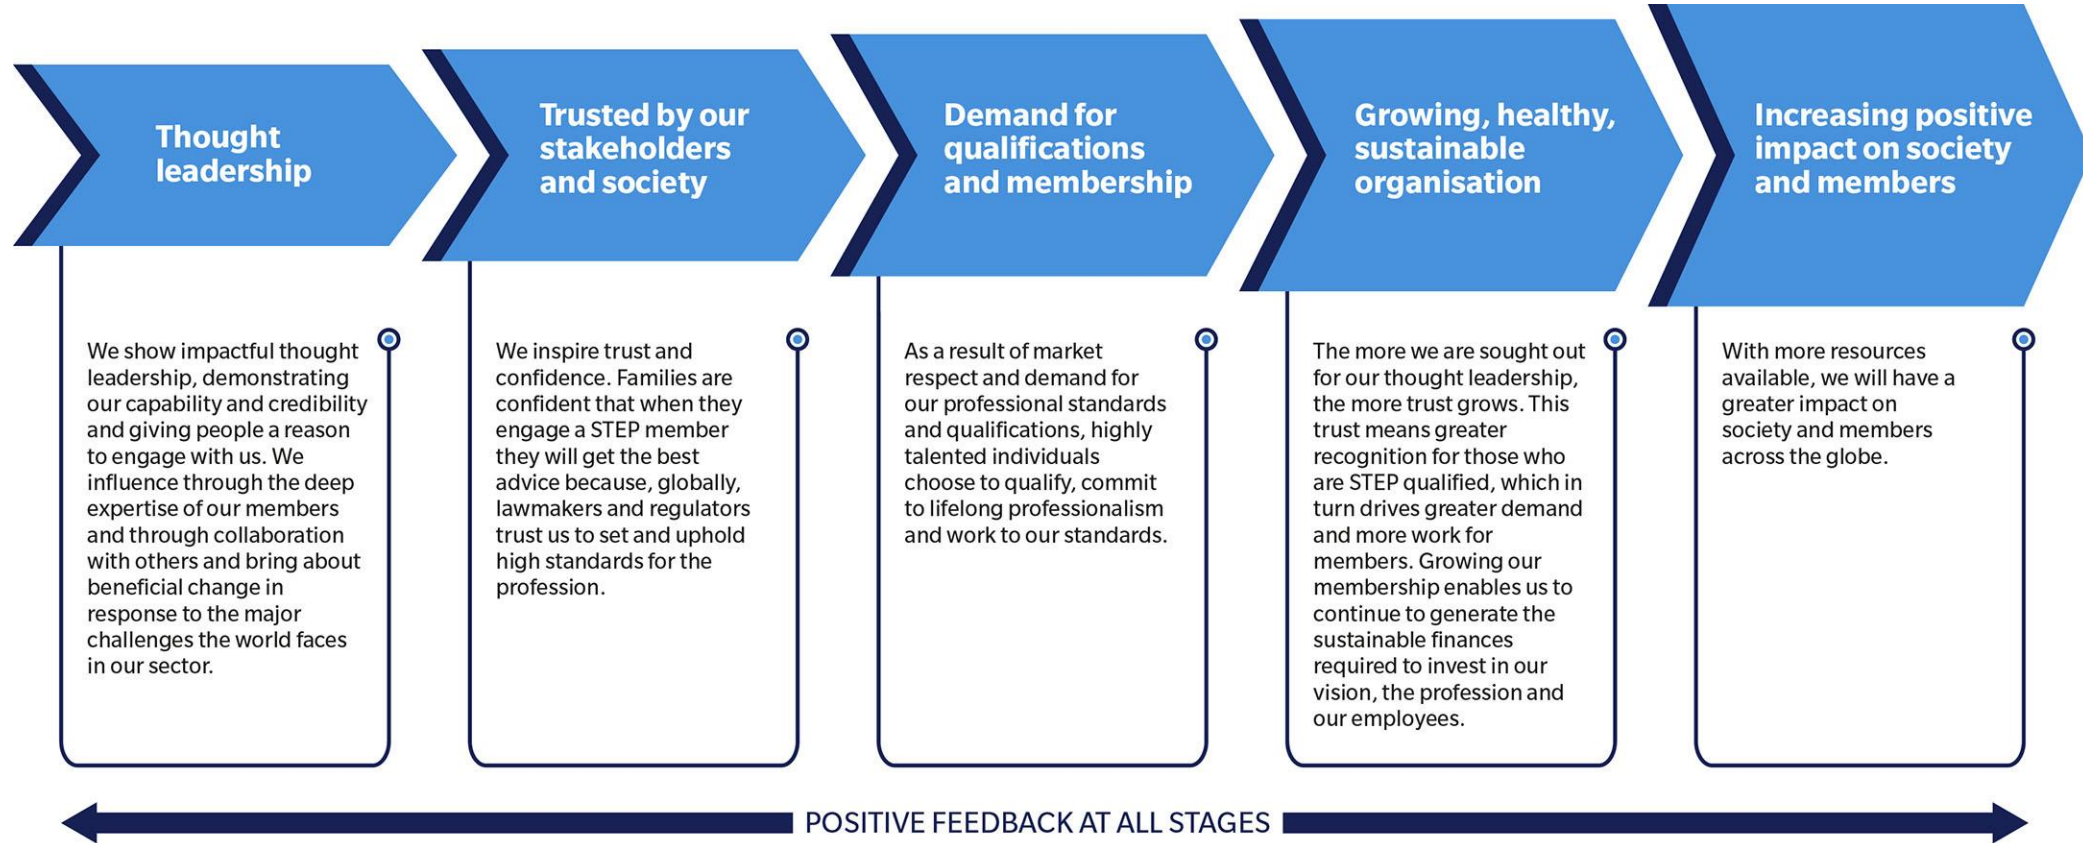 Thought
leadership
We show impactful thought
leadership, demonstrating
our capability and credibility
and giving people a reason
to engage with us. We
influence through the deep
expertise of our members
and through collaboration
with others and bring about
beneficial change in
response to the major
challenges the world faces
in our sector.
Trusted by our
stakeholders
and society
We inspire trust and
confidence. Families are
confident that when they
engage a STEP member
they will get the best
advice because, globally,
lawmakers and regulators
trust us to set and uphold
high standards for the
profession.
Demand for
qualifications
and membership
As a result of market
respect and demand for
our professional standards
and qualifications, highly
talented individuals
choose to qualify, commit
to lifelong professionalism
and work to our standards.
Growing, healthy,
sustainable
organisation
The more we are sought out
for our thought leadership,
the more trust grows. This
trust means greater
recognition for those who
are STEP qualified, which in
turn drives greater demand
and more work for
members. Growing our
membership enables us to
continue to generate the
sustainable finances
required to invest in our
vision, the profession and
our employees.
Increasing positive
impact on society
and members
With more resources
available, we will have a
greater impact on
society and members
across the globe.
POSITIVE FEEDBACK AT ALL STAGES